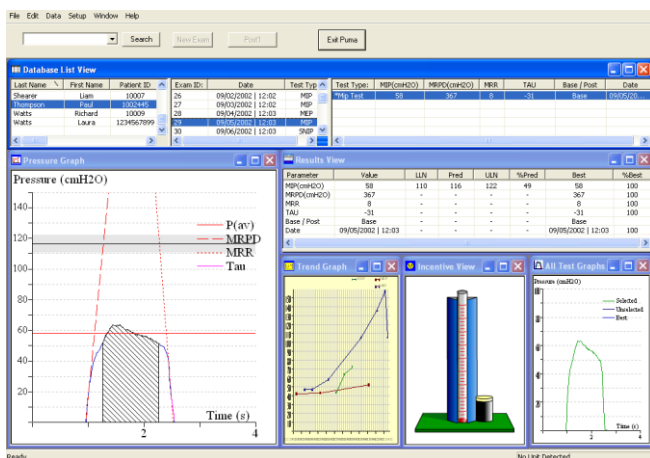 File Edit Data Setup Window Help
Search New Exam Post1 Exit Puma
Database List View
Last Name First Name Patient ID
Shearer Liam 10007
Thompson Paul 1002445
Watts Richard 10009
Watts Laura 1234567899
Exam ID: Date Test Typ
26 09/02/2002 | 12:02 MIP
27 09/03/2002 | 12:02 MIP
28 09/04/2002 | 12:03 MEP
29 09/05/2002 | 12:03 MIP
30 09/06/2002 | 12:03 SNIP
Test Type: MIP(cmH2O) MRPD(cmH2O) MRR TAU Base / Post Date
*Mip Test 58 367 8 -31 Base 09/05/20...
Pressure Graph
Pressure (cmH2O)
140
120
100
80
60
40
20
P(av)
MRPD
MRR
Tau
Time (s)
2 4
Results View
Parameter Value LLN Pred ULN %Pred Best %Best
MIP(cmH2O) 58 110 116 122 49 58 100
MRPD(cmH2O) 367 - - - - 367 100
MRR 8 - - - - 8 100
TAU -31 - - - - -31 100
Base / Post Base - - - - Base
Date 09/05/2002 | 12:03 - - - - 09/05/2002 | 12:03 100
Trend Graph
Incentive View
All Test Graphs
Pressure (cmH2O)
Selected
Unselected
Best
Time (s)
2 4
Ready
No Unit Detected